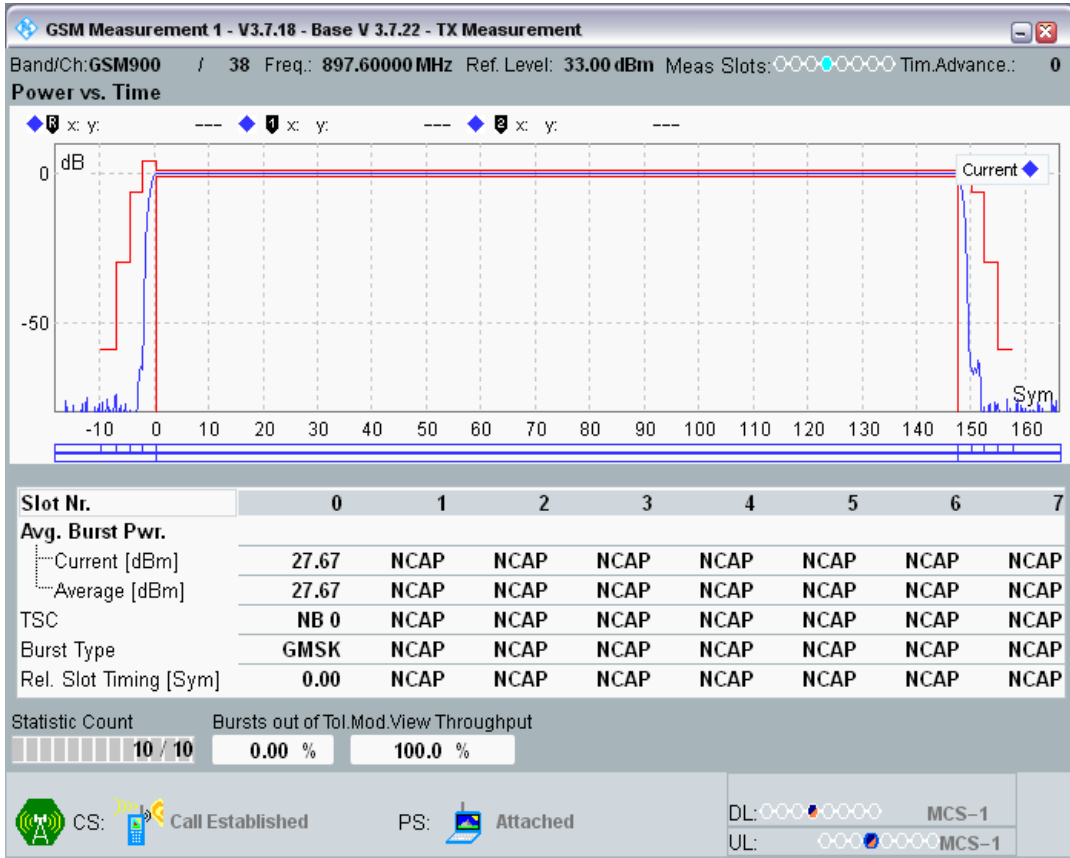 GSM Measurement 1 - V3.7.18 - Base V 3.7.22 - TX Measurement
Band/Ch:GSM900 / 38 Freq.: 897.60000 MHz Ref. Level: 33.00 dBm Meas Slots: Tim.Advance.: 0
Power vs. Time
R x: y: --- 1 x: y: --- 2 x: y: ---
dB
Current
0
-50
Sym
-10 0 10 20 30 40 50 60 70 80 90 100 110 120 130 140 150 160
Slot Nr. 0 1 2 3 4 5 6 7
Avg. Burst Pwr.
Current [dBm] 27.67 NCAP NCAP NCAP NCAP NCAP NCAP NCAP
Average [dBm] 27.67 NCAP NCAP NCAP NCAP NCAP NCAP NCAP
TSC NB 0 NCAP NCAP NCAP NCAP NCAP NCAP NCAP
Burst Type GMSK NCAP NCAP NCAP NCAP NCAP NCAP NCAP
Rel. Slot Timing [Sym] 0.00 NCAP NCAP NCAP NCAP NCAP NCAP NCAP
Statistic Count Bursts out of Tol. Mod.View Throughput
10 / 10 0.00 % 100.0 %
CS: Call Established PS: Attached
DL: MCS-1
UL: MCS-1